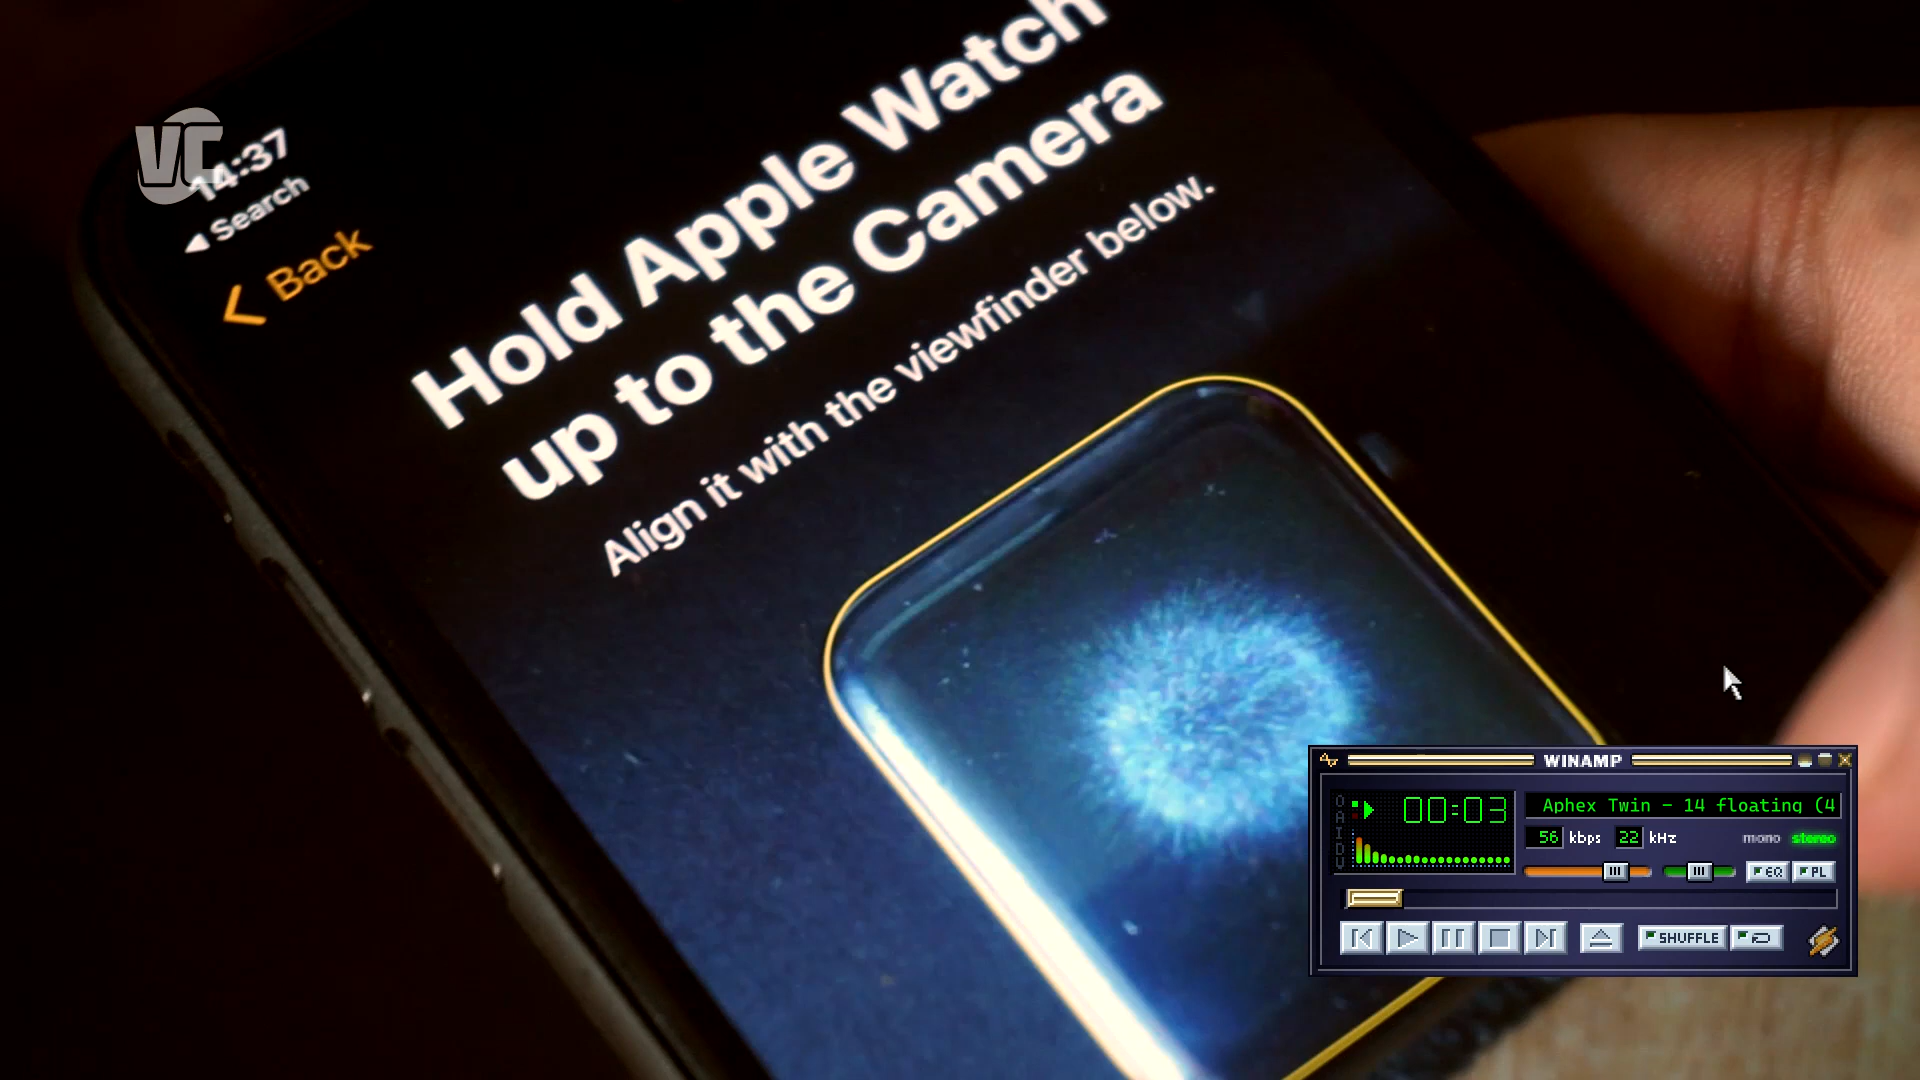 VC
14:37
◀ Search
Back
Hold Apple Watch
up to the Camera
Align it with the viewfinder below.
WINAMP
O
A
I
D
U
00:03
Aphex Twin - 14 floating (4
56 kbps 22 kHz mono stereo
EQ PL
SHUFFLE